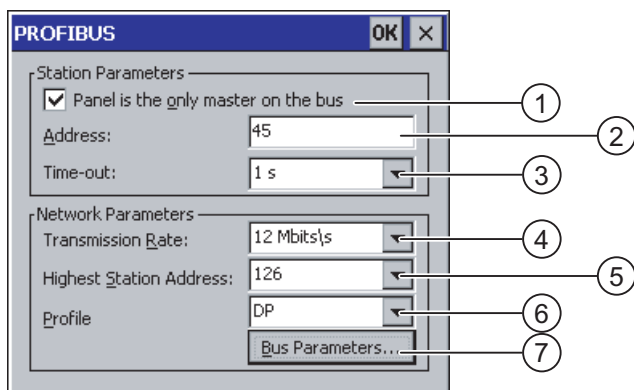 PROFIBUS OK ×
Station Parameters
Panel is the only master on the bus 1
Address: 45 2
Time-out: 1 s 3
Network Parameters
Transmission Rate: 12 Mbits\s 4
Highest Station Address: 126 5
Profile DP 6
Bus Parameters... 7